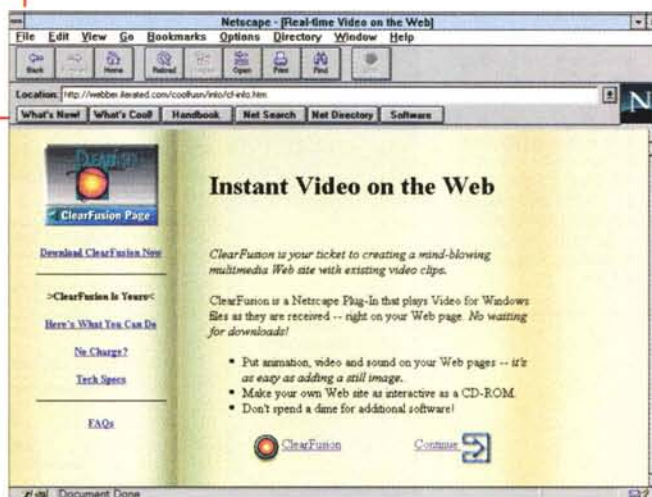 Netscape - [Real-time Video on the Web]
File Edit View Go Bookmarks Options Directory Window Help
Back Home Reload Open Print Find
Location: http://webber.iterated.com/coolfusn/info/cf-info.htm
What's New! What's Cool! Handbook Net Search Net Directory Software
N
ClearFusion Page
Download ClearFusion Now
>ClearFusion Is Yours<
Here's What You Can Do
No Charge?
Tech Specs
FAQs
Instant Video on the Web
ClearFusion is your ticket to creating a mind-blowing
multimedia Web site with existing video clips.
ClearFusion is a Netscape Plug-In that plays Video for Windows
files as they are received -- right on your Web page. No waiting
for downloads!
• Put animation, video and sound on your Web pages -- it's
as easy as adding a still image.
• Make your own Web site as interactive as a CD-ROM.
• Don't spend a dime for additional software!
ClearFusion Continue
Document Done